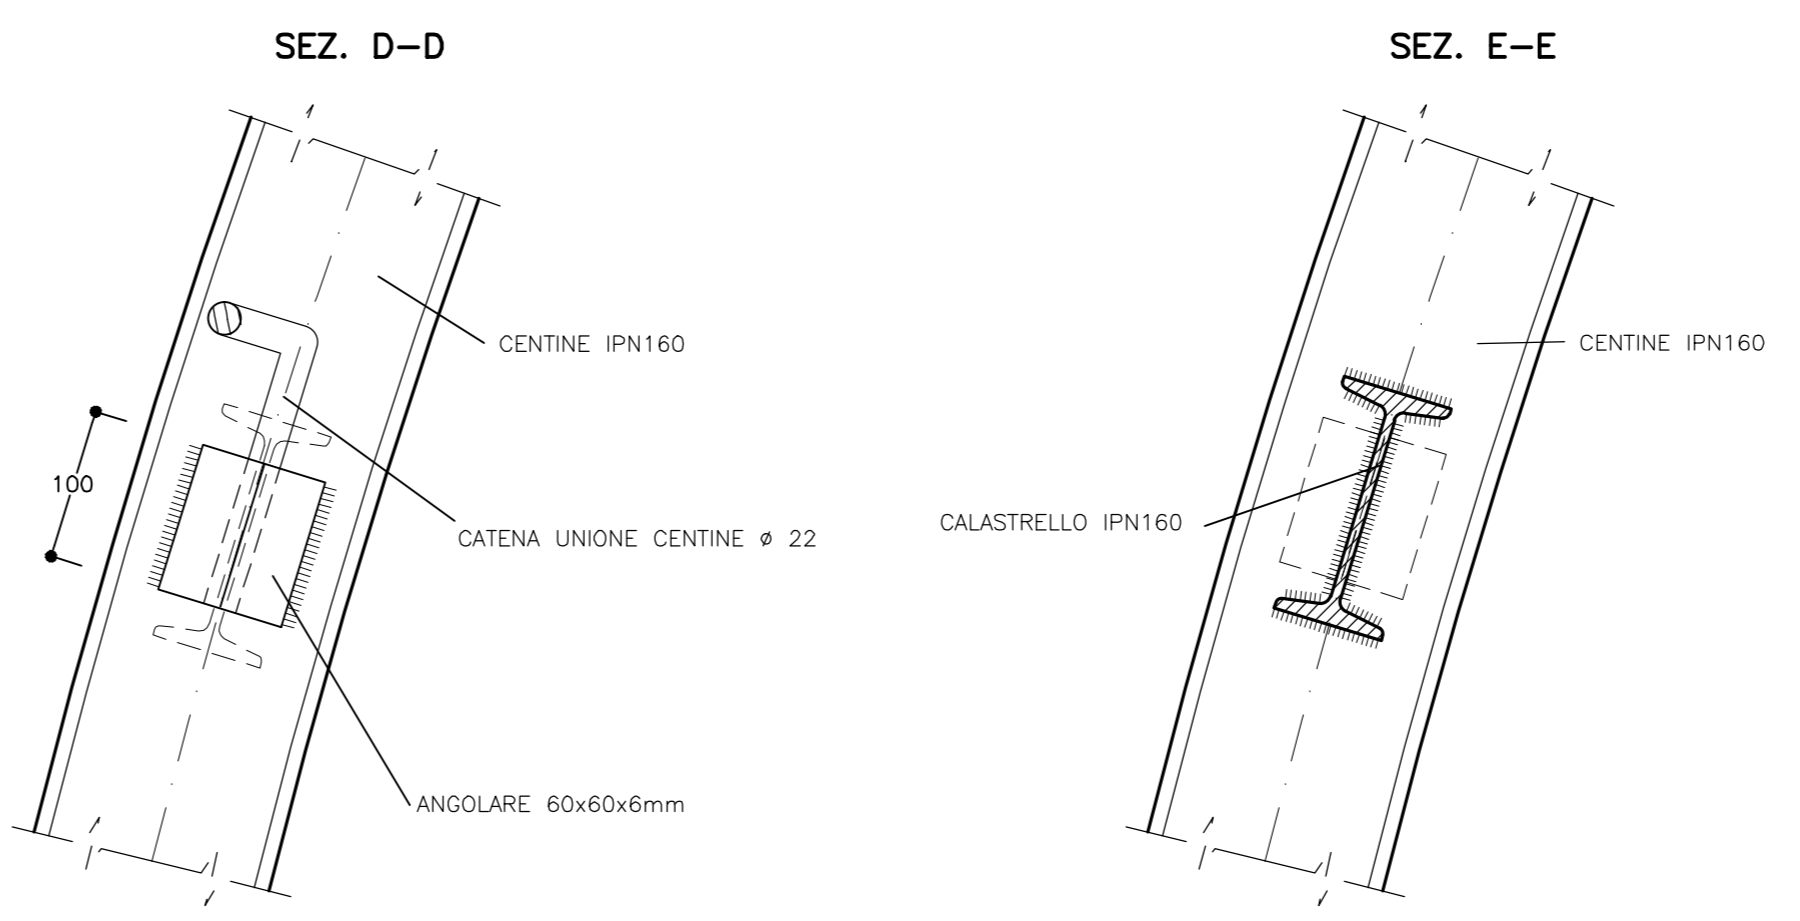 SEZ. D-D
SEZ. E-E
CENTINE IPN160
CENTINE IPN160
100
CATENA UNIONE CENTINE ø 22
CALASTRELLO IPN160
ANGOLARE 60x60x6mm